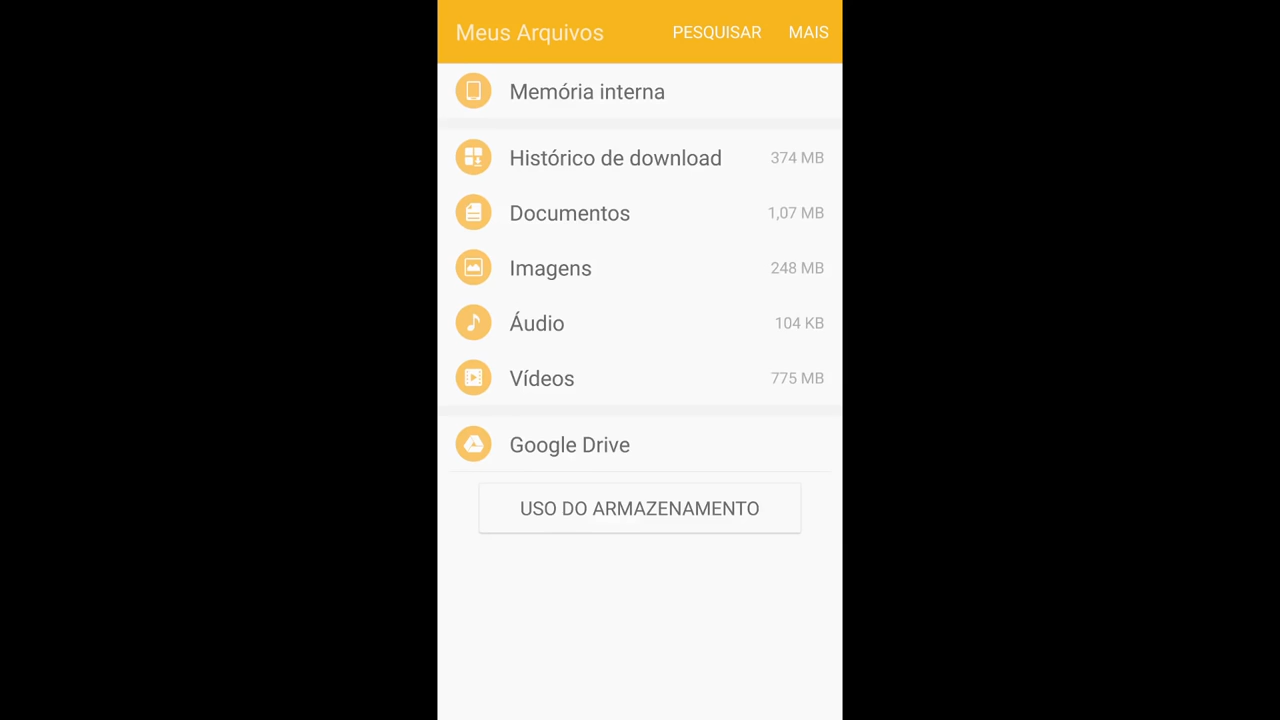 Meus Arquivos PESQUISAR MAIS
Memória interna
Histórico de download 374 MB
Documentos 1,07 MB
Imagens 248 MB
Áudio 104 KB
Vídeos 775 MB
Google Drive
USO DO ARMAZENAMENTO